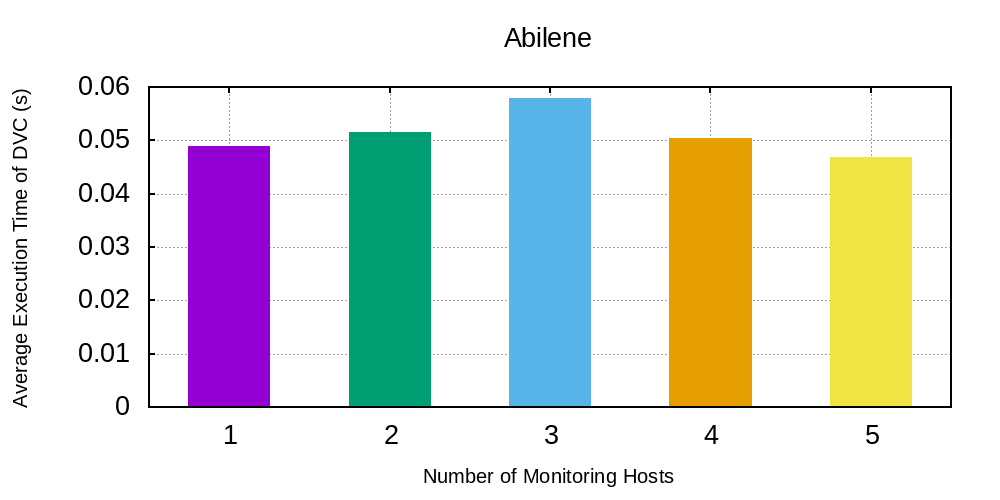 Abilene
Average Execution Time of DVC (s)
0.06
0.05
0.04
0.03
0.02
0.01
0
1 2 3 4 5
Number of Monitoring Hosts